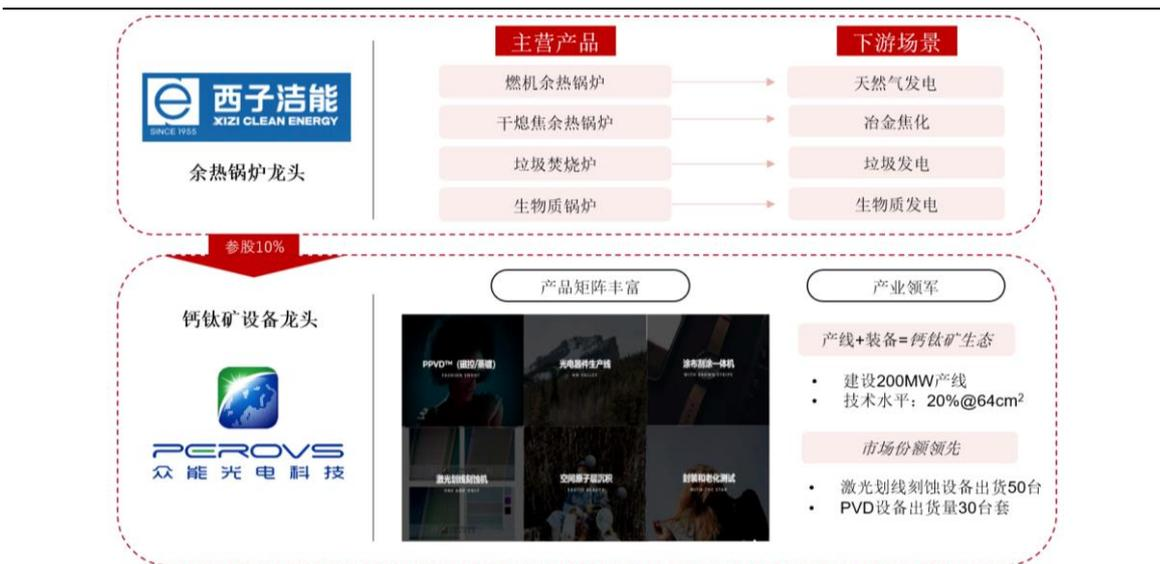 主营产品
下游场景
西子洁能
XIZI CLEAN ENERGY
SINCE 1955
余热锅炉龙头
燃机余热锅炉
天然气发电
干熄焦余热锅炉
冶金焦化
垃圾焚烧炉
垃圾发电
生物质锅炉
生物质发电
参股10%
钙钛矿设备龙头
PEROVS
众能光电科技
产品矩阵丰富
PPVD™（磁控/蒸镀）
光电器件生产线
涂布刮涂一体机
激光划线刻蚀机
空间原子层沉积
封装和老化测试
产业领军
产线+装备=钙钛矿生态
• 建设200MW产线
• 技术水平：20%@64cm²
市场份额领先
• 激光划线刻蚀设备出货50台
• PVD设备出货量30台套